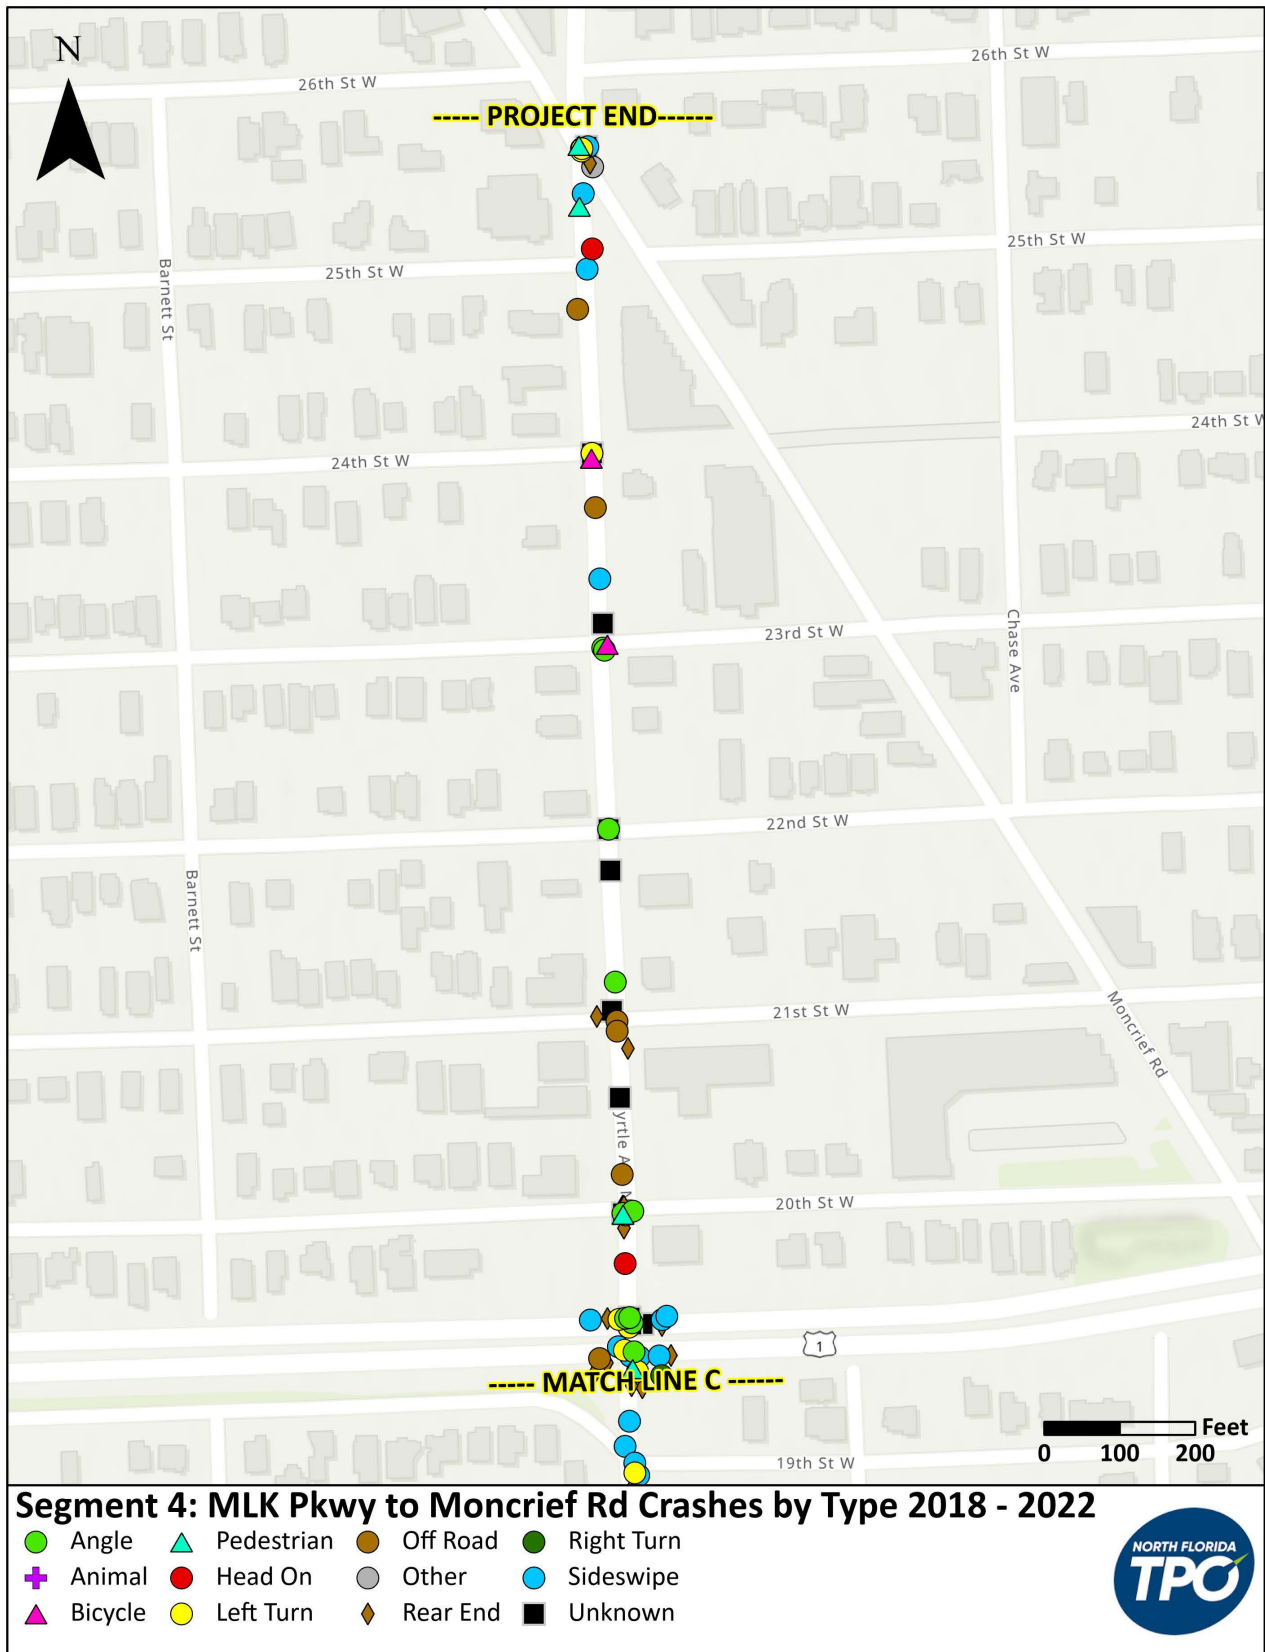 N
26th St W
26th St W
----- PROJECT END------
25th St W
25th St W
Barnett St
24th St W
24th St W
23rd St W
Chase Ave
22nd St W
Barnett St
21st St W
Moncrief Rd
yrtle A
N
20th St W
1
----- MATCH LINE C ------
Feet
0 100 200
19th St W
Segment 4: MLK Pkwy to Moncrief Rd Crashes by Type 2018 - 2022
Angle Pedestrian Off Road Right Turn
Animal Head On Other Sideswipe
Bicycle Left Turn Rear End Unknown
NORTH FLORIDA
TPO